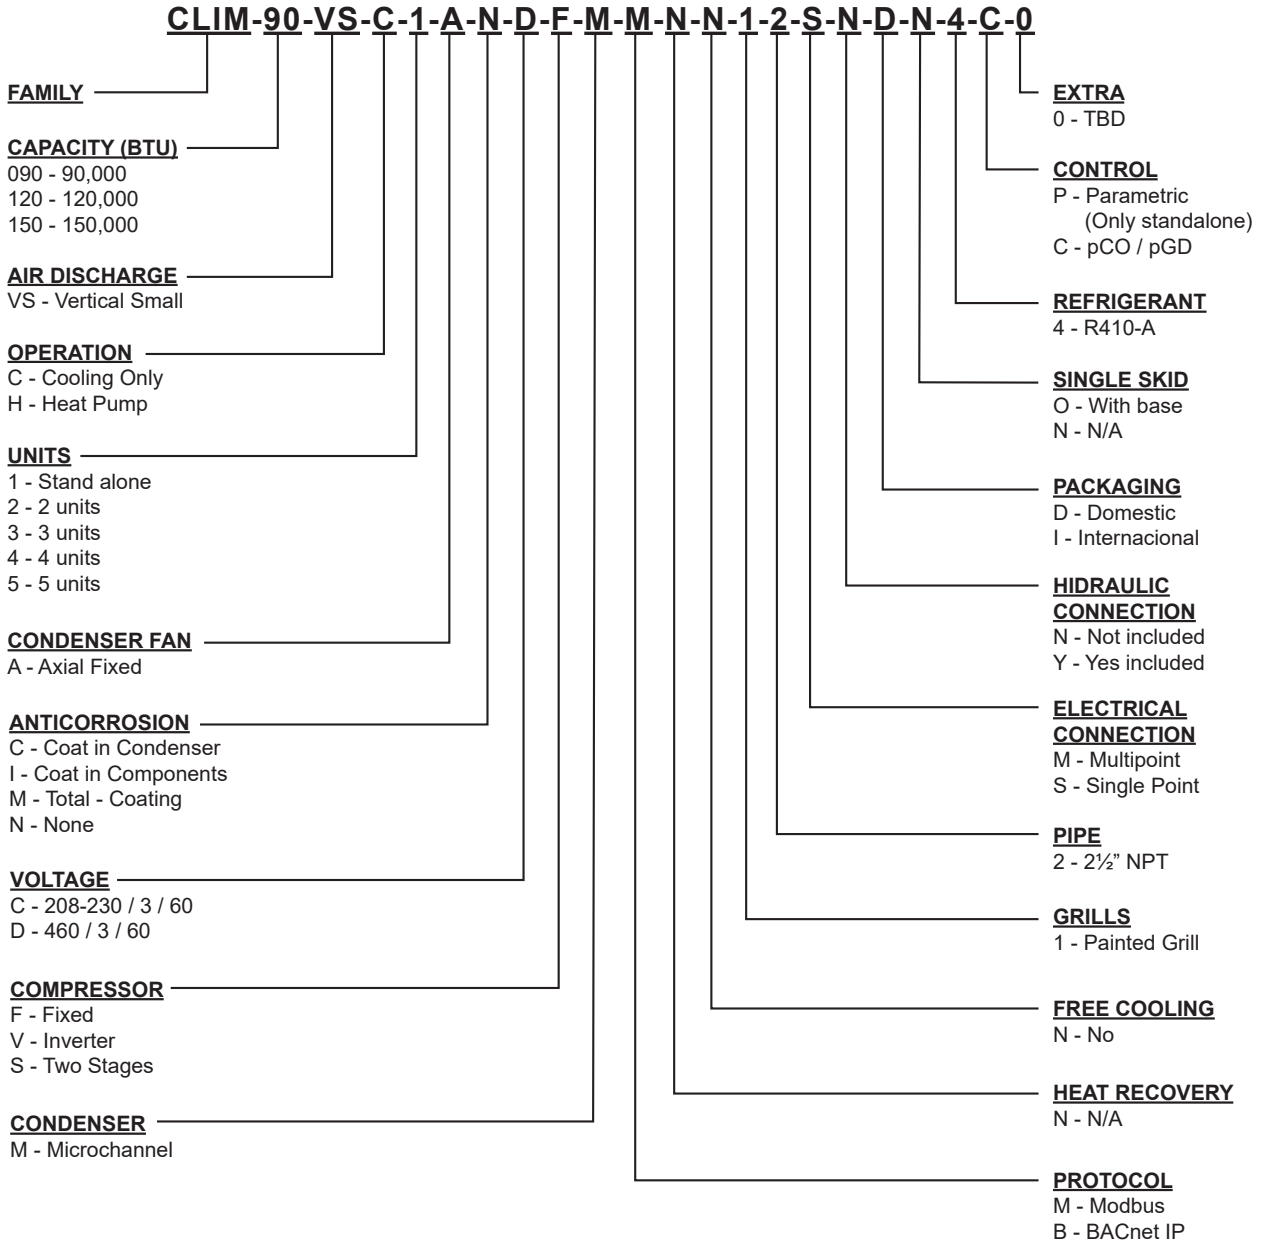 CLIM-90-VS-C-1-A-N-D-F-M-M-N-N-1-2-S-N-D-N-4-C-0
FAMILY
CAPACITY (BTU)
090 - 90,000
120 - 120,000
150 - 150,000
AIR DISCHARGE
VS - Vertical Small
OPERATION
C - Cooling Only
H - Heat Pump
UNITS
1 - Stand alone
2 - 2 units
3 - 3 units
4 - 4 units
5 - 5 units
CONDENSER FAN
A - Axial Fixed
ANTICORROSION
C - Coat in Condenser
I - Coat in Components
M - Total - Coating
N - None
VOLTAGE
C - 208-230 / 3 / 60
D - 460 / 3 / 60
COMPRESSOR
F - Fixed
V - Inverter
S - Two Stages
CONDENSER
M - Microchannel
EXTRA
0 - TBD
CONTROL
P - Parametric
(Only standalone)
C - pCO / pGD
REFRIGERANT
4 - R410-A
SINGLE SKID
O - With base
N - N/A
PACKAGING
D - Domestic
I - Internacional
HIDRAULIC
CONNECTION
N - Not included
Y - Yes included
ELECTRICAL
CONNECTION
M - Multipoint
S - Single Point
PIPE
2 - 2½” NPT
GRILLS
1 - Painted Grill
FREE COOLING
N - No
HEAT RECOVERY
N - N/A
PROTOCOL
M - Modbus
B - BACnet IP